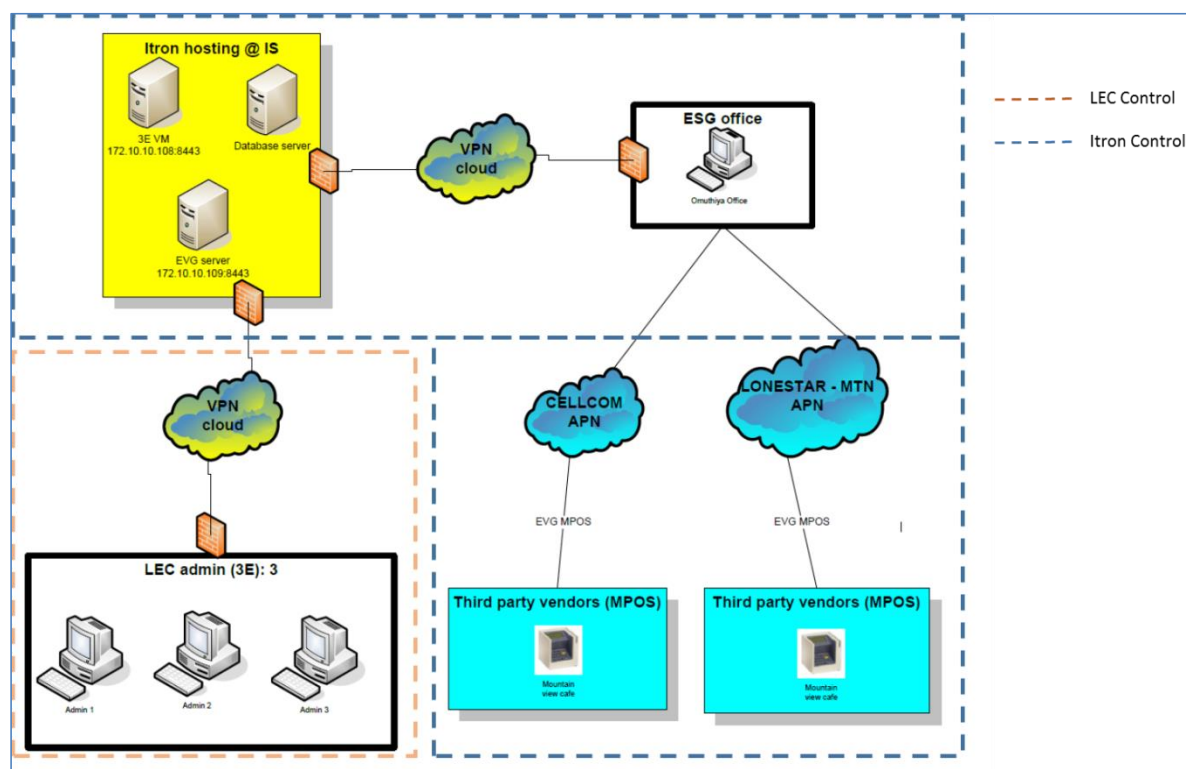 Itron hosting @ IS
3E VM
172.10.10.108:8443
Database server
EVG server
172.10.10.109:8443
VPN
cloud
ESG office
Omuthiya Office
LEC Control
Itron Control
VPN
cloud
CELLCOM
APN
LONESTAR - MTN
APN
EVG MPOS
EVG MPOS
LEC admin (3E): 3
Admin 1
Admin 2
Admin 3
Third party vendors (MPOS)
Mountain
view cafe
Third party vendors (MPOS)
Mountain
view cafe